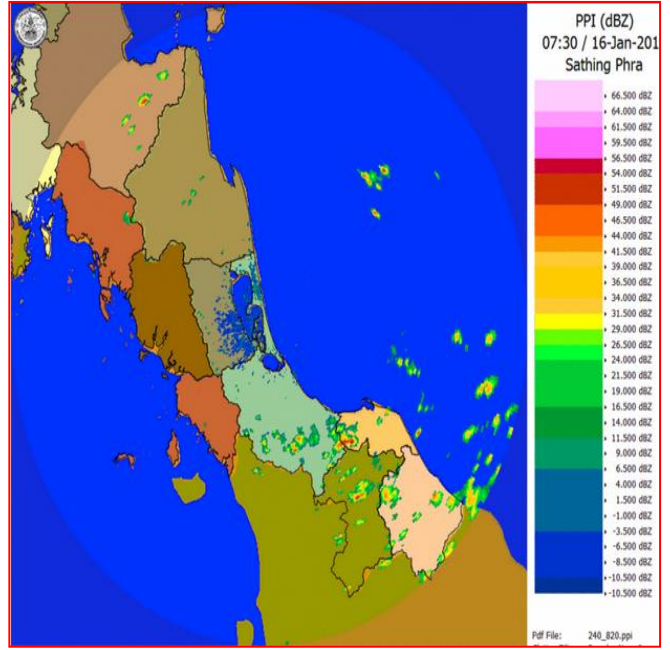 PPI (dBZ)
07:30 / 16-Jan-201
Sathing Phra
66.500 dBZ
64.000 dBZ
61.500 dBZ
59.500 dBZ
56.500 dBZ
54.000 dBZ
51.500 dBZ
49.000 dBZ
46.500 dBZ
44.000 dBZ
41.500 dBZ
39.000 dBZ
36.500 dBZ
34.000 dBZ
31.500 dBZ
29.000 dBZ
26.500 dBZ
24.000 dBZ
21.500 dBZ
19.000 dBZ
16.500 dBZ
14.000 dBZ
11.500 dBZ
9.000 dBZ
6.500 dBZ
4.000 dBZ
1.500 dBZ
-1.000 dBZ
-3.500 dBZ
-6.500 dBZ
-8.500 dBZ
-10.500 dBZ
-10.500 dBZ
Pdf File: 240_820.ppi